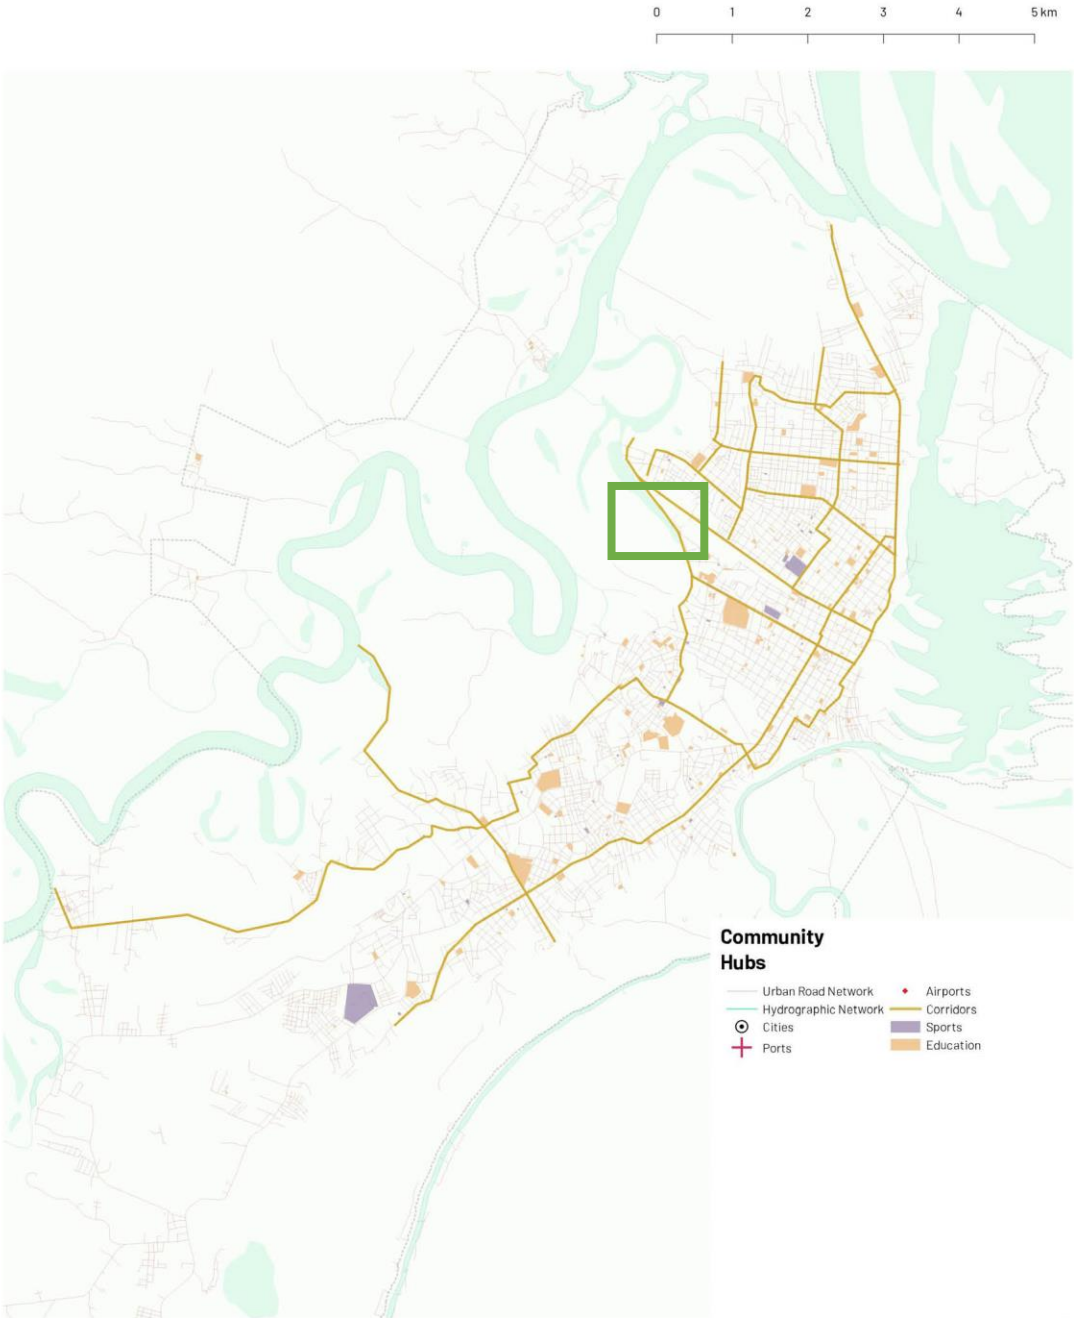 0 1 2 3 4 5 km
Community
Hubs
Urban Road Network
Hydrographic Network
Cities
Ports
Airports
Corridors
Sports
Education